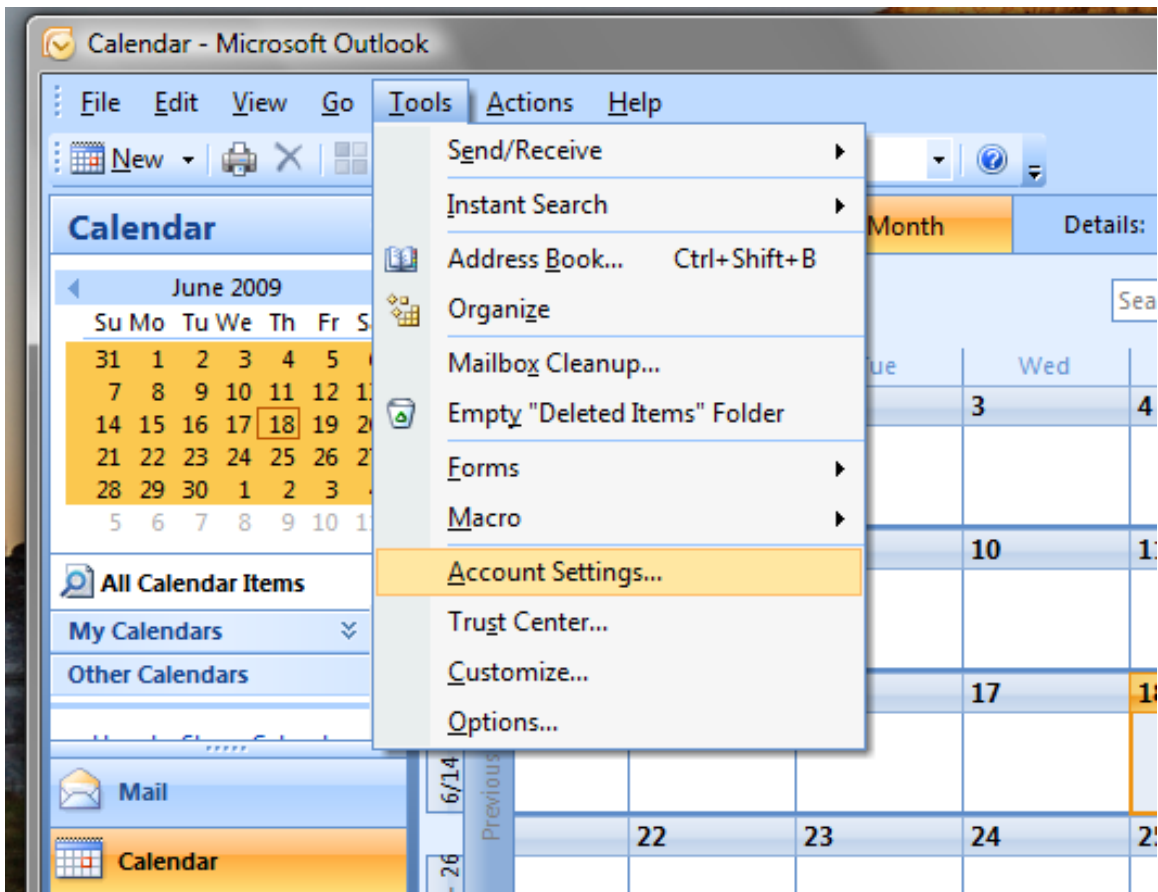 Calendar - Microsoft Outlook
File Edit View Go Tools Actions Help
New
Send/Receive
Instant Search
Address Book... Ctrl+Shift+B
Organize
Mailbox Cleanup...
Empty "Deleted Items" Folder
Forms
Macro
Account Settings...
Trust Center...
Customize...
Options...
Calendar
June 2009
Su Mo Tu We Th Fr
31 1 2 3 4 5
7 8 9 10 11 12
14 15 16 17 18 19
21 22 23 24 25 26
28 29 30 1 2 3
5 6 7 8 9 10
All Calendar Items
My Calendars
Other Calendars
Mail
Calendar
Month Details:
Wed
3 4
10
17
6/14
Previous
22 23 24
26